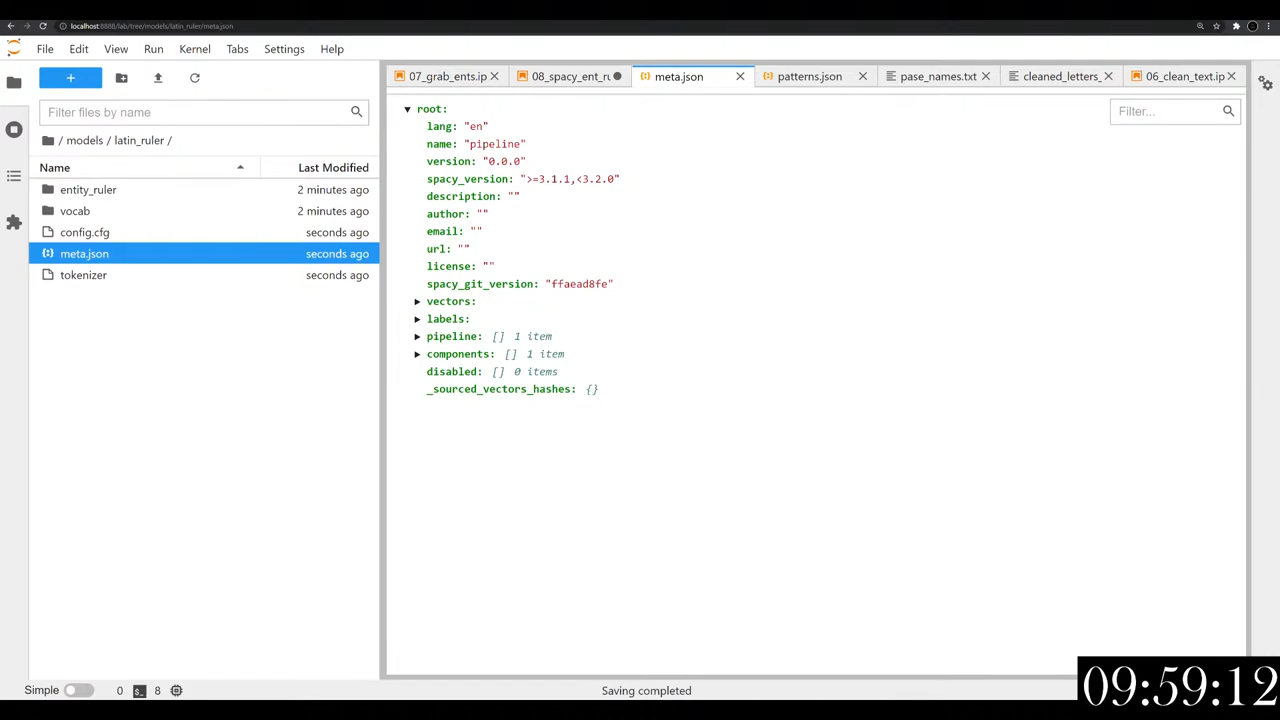 localhost:8888/lab/tree/models/latin_ruler/meta.json
File Edit View Run Kernel Tabs Settings Help
+
Filter files by name
/ models / latin_ruler /
Name Last Modified
entity_ruler 2 minutes ago
vocab 2 minutes ago
config.cfg seconds ago
meta.json seconds ago
tokenizer seconds ago
07_grab_ents.ip 08_spacy_ent_ru meta.json patterns.json pase_names.txt cleaned_letters_ 06_clean_text.ip
Filter...
root:
lang: "en"
name: "pipeline"
version: "0.0.0"
spacy_version: ">=3.1.1,<3.2.0"
description: ""
author: ""
email: ""
url: ""
license: ""
spacy_git_version: "ffaead8fe"
vectors:
labels:
pipeline: [] 1 item
components: [] 1 item
disabled: [] 0 items
_sourced_vectors_hashes: {}
Simple 0 $_ 8 Saving completed
09:59:12